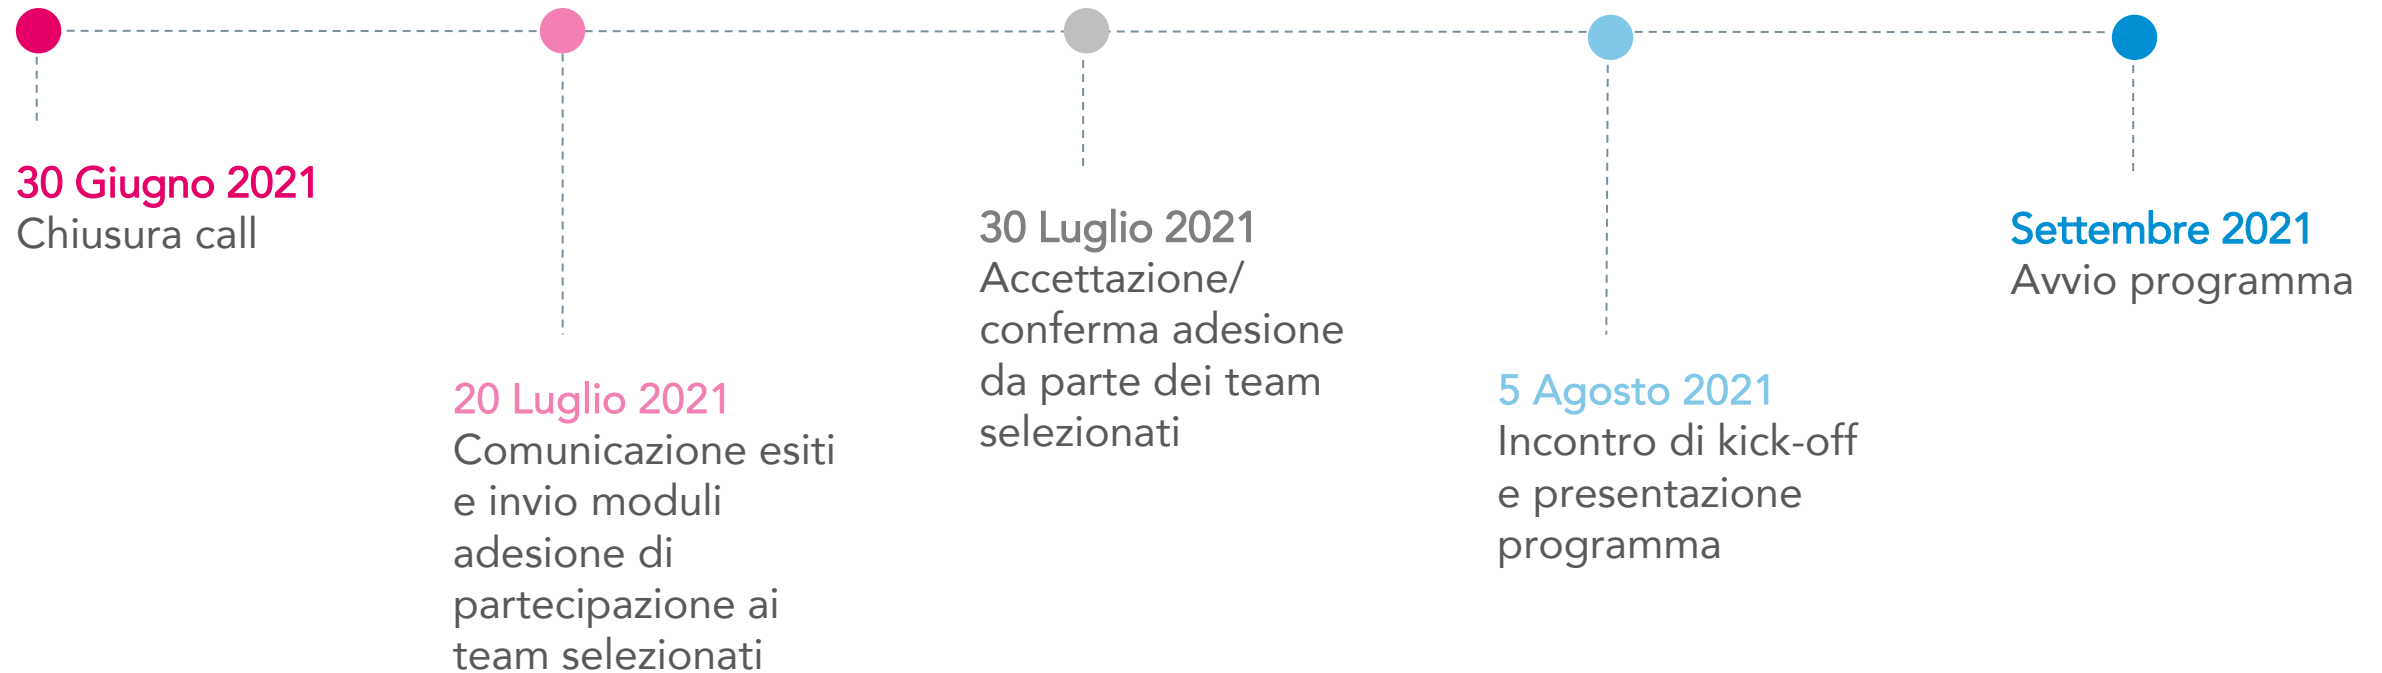 30 Giugno 2021
Chiusura call
20 Luglio 2021
Comunicazione esiti
e invio moduli
adesione di
partecipazione ai
team selezionati
30 Luglio 2021
Accettazione/
conferma adesione
da parte dei team
selezionati
5 Agosto 2021
Incontro di kick-off
e presentazione
programma
Settembre 2021
Avvio programma